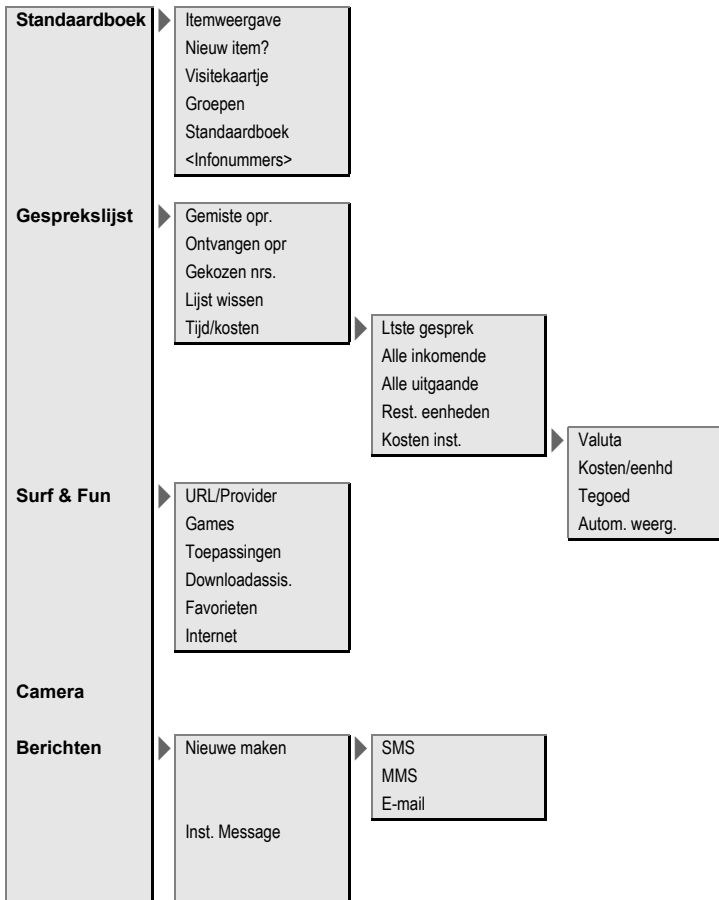 Standaardboek
Itemweergave
Nieuw item?
Visitekaartje
Groepen
Standaardboek
<Infonummers>
Gesprekslijst
Gemiste opr.
Ontvangen opr
Gekozen nrs.
Lijst wissen
Tijd/kosten
Ltste gesprek
Alle inkomende
Alle uitgaande
Rest. eenheden
Kosten inst.
Valuta
Kosten/eenhd
Tegoed
Autom. weerg.
Surf & Fun
URL/Provider
Games
Toepassingen
Downloadassis.
Favorieten
Internet
Camera
Berichten
Nieuwe maken
SMS
MMS
E-mail
Inst. Message